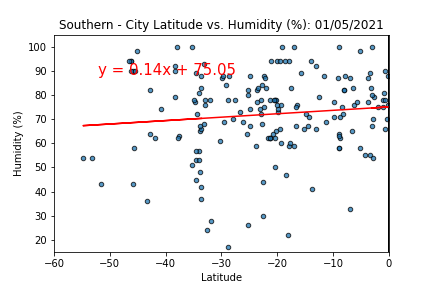 Southern - City Latitude vs. Humidity (%): 01/05/2021
y = 0.14x + 75.05
100
90
80
70
60
50
40
30
20
Humidity (%)
−60 −50 −40 −30 −20 −10 0
Latitude